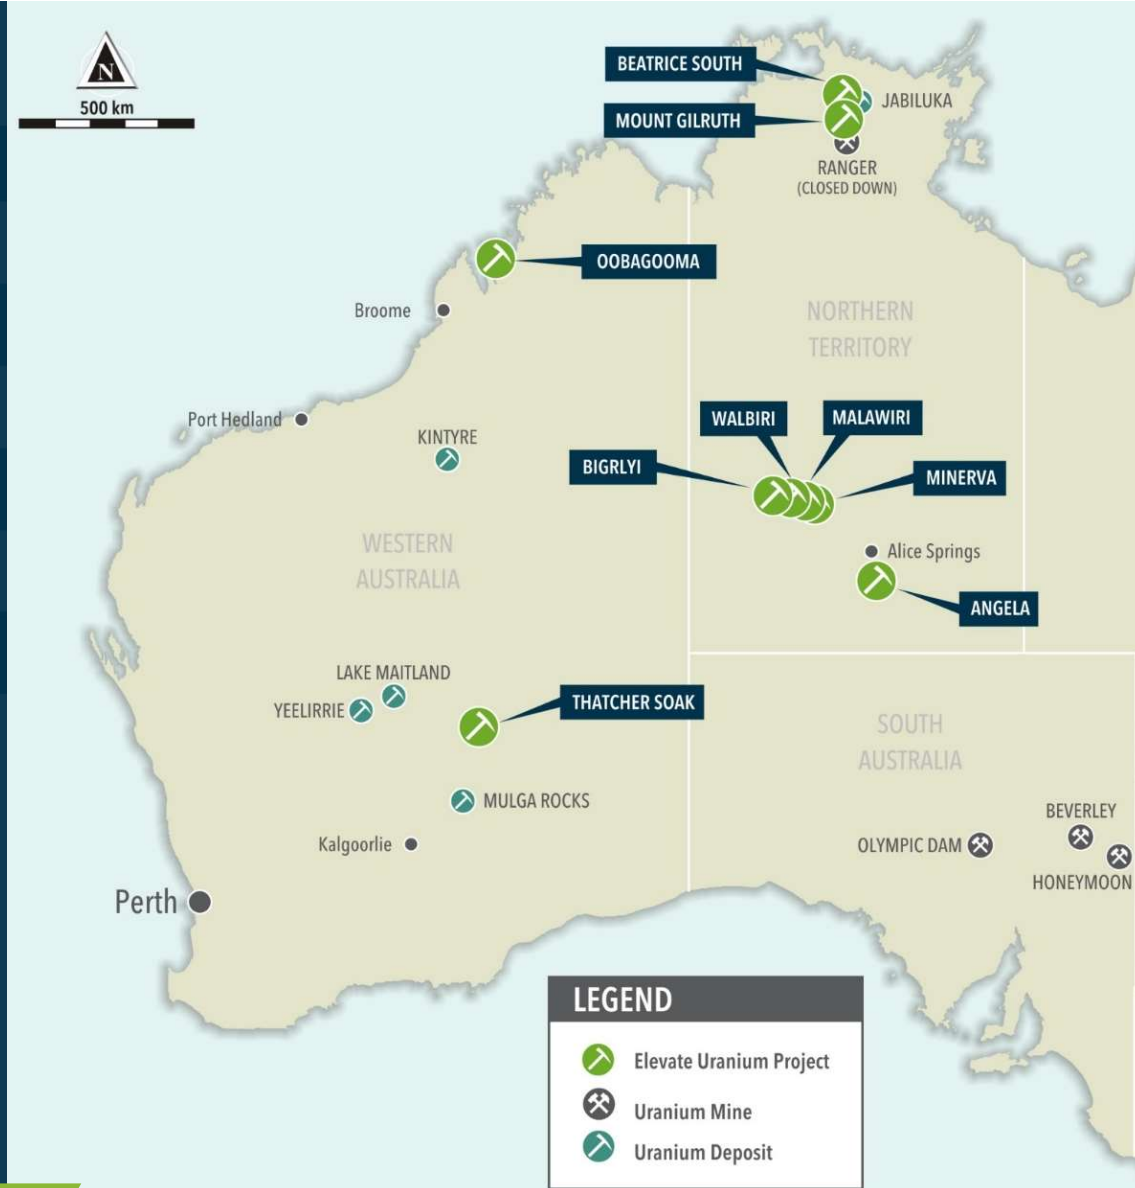 N
500 km
BEATRICE SOUTH
JABILUKA
MOUNT GILRUTH
RANGER
(CLOSED DOWN)
OOBAGOOMA
Broome
NORTHERN
TERRITORY
Port Hedland
KINTYRE
WALBIRI
MALAWIRI
BIGRLYI
MINERVA
WESTERN
AUSTRALIA
Alice Springs
ANGELA
LAKE MAITLAND
YEELIRRIE
THATCHER SOAK
SOUTH
AUSTRALIA
MULGA ROCKS
Kalgoorlie
OLYMPIC DAM
BEVERLEY
HONEYMOON
Perth
LEGEND
Elevate Uranium Project
Uranium Mine
Uranium Deposit